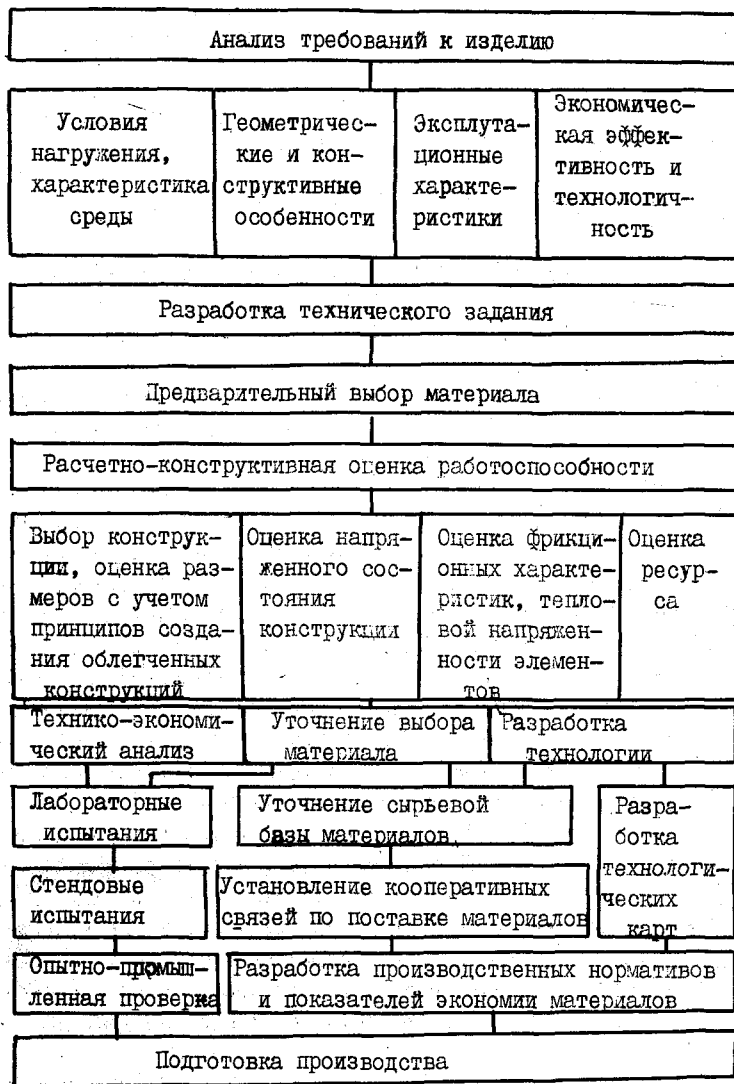 Анализ требований к изделию
Условия
нагружения,
характеристика
среды
Геометричес-
кие и кон-
структивные
особенности
Эксплута-
ционные
характе-
ристики
Экономичес-
кая эффек-
тивность и
технологич-
ность
Разработка технического задания
Предварительный выбор материала
Расчетно-конструктивная оценка работоспособности
Выбор конструк-
ции, оценка раз-
меров с учетом
принципов созда-
ния облегченных
конструкций
Оценка напря-
женного сос-
тояния
конструкции
Оценка фрикци-
онных характе-
ристик, тепло-
вой напряжен-
ности элемен-
тов
Оценка
ресур-
са
Технико-экономи-
ческий анализ
Уточнение выбора
материала
Разработка
технологии
Лабораторные
испытания
Уточнение сырьевой
базы материалов
Разра-
ботка
технологи-
ческих
карт
Стендовые
испытания
Установление кооперативных
связей по поставке материалов
Опытно-промыш-
ленная проверка
Разработка производственных нормативов
и показателей экономии материалов
Подготовка производства